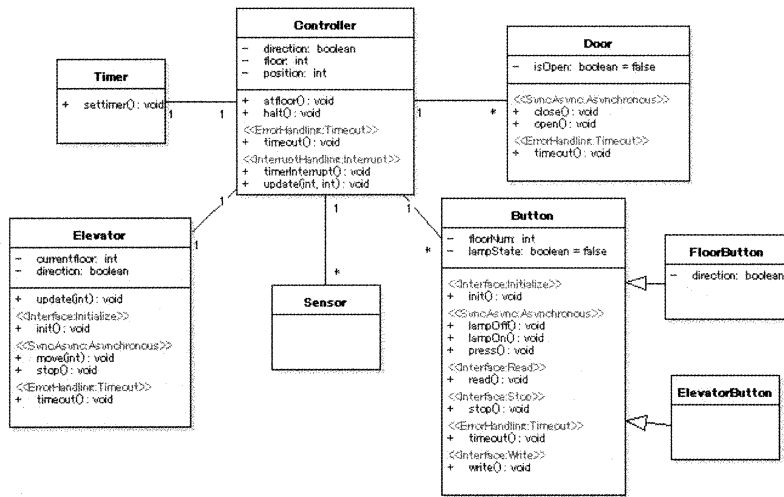 Controller
- direction: boolean
- floor: int
- position: int
+ atfloor() : void
+ halt() : void
<<ErrorHandling:Timeout>>
+ timeout() : void
<<InterruptHandling:Interrupt>>
+ timerInterrupt() : void
+ update(int, int) : void
Timer
+ settimer() : void
1
1
Door
- isOpen: boolean = false
<<SyncAsync:Asynchronous>>
+ close() : void
+ open() : void
<<ErrorHandling:Timeout>>
+ timeout() : void
1
*
1
1
1
*
1
*
Elevator
- currentfloor: int
- direction: boolean
+ update(int) : void
<<Interface:Initialize>>
+ init() : void
<<SyncAsync:Asynchronous>>
+ move(int) : void
+ stop() : void
<<ErrorHandling:Timeout>>
+ timeout() : void
Sensor
Button
- floorNum: int
- lampState: boolean = false
<<Interface:Initialize>>
+ init() : void
<<SyncAsync:Asynchronous>>
+ lampOff() : void
+ lampOn() : void
+ press() : void
<<Interface:Read>>
+ read() : void
<<Interface:Stop>>
+ stop() : void
<<ErrorHandling:Timeout>>
+ timeout() : void
<<Interface:Write>>
+ write() : void
FloorButton
- direction: boolean
ElevatorButton